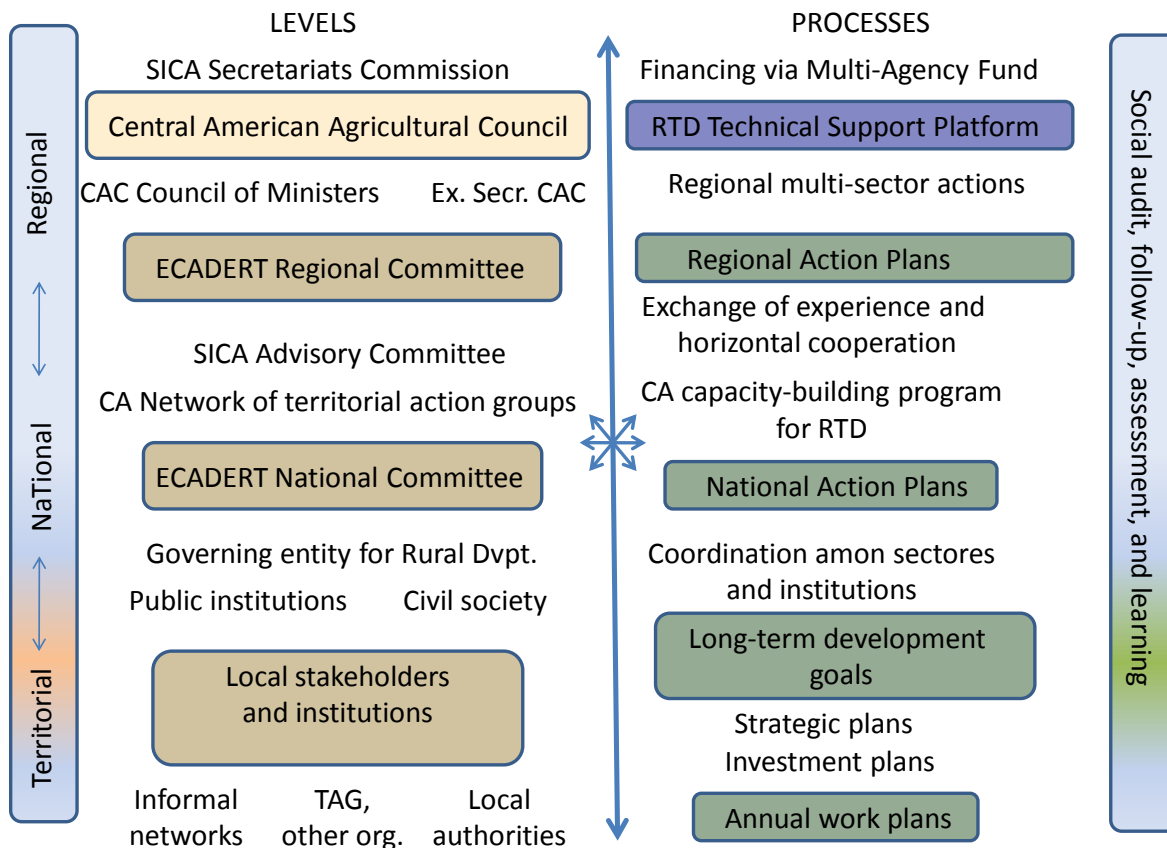 LEVELS
SICA Secretariats Commission
Central American Agricultural Council
CAC Council of Ministers
Ex. Secr. CAC
ECADERT Regional Committee
SICA Advisory Committee
CA Network of territorial action groups
ECADERT National Committee
Governing entity for Rural Dvpt.
Public institutions
Civil society
Local stakeholders
and institutions
Informal
networks
TAG,
other org.
Local
authorities
PROCESSES
Financing via Multi-Agency Fund
RTD Technical Support Platform
Regional multi-sector actions
Regional Action Plans
Exchange of experience and
horizontal cooperation
CA capacity-building program
for RTD
National Action Plans
Coordination amon sectores
and institutions
Long-term development
goals
Strategic plans
Investment plans
Annual work plans
Regional
NaTional
Territorial
Social audit, follow-up, assessment, and learning